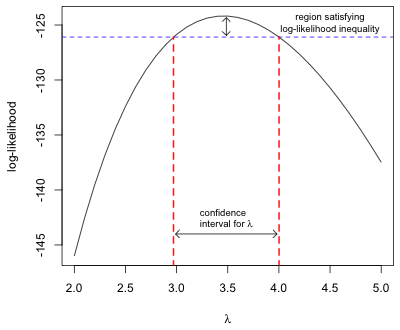 region satisfying
log-likelihood inequality
-125
-130
-135
-140
-145
log-likelihood
confidence
interval for λ
2.0 2.5 3.0 3.5 4.0 4.5 5.0
λ